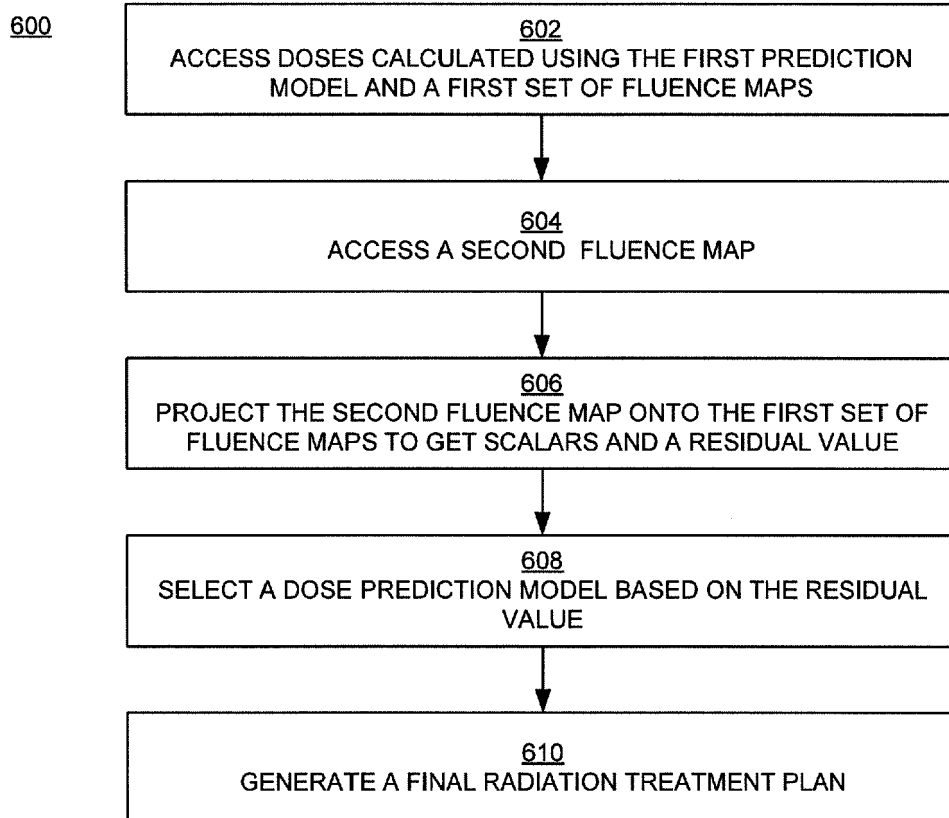 600
602
ACCESS DOSES CALCULATED USING THE FIRST PREDICTION
MODEL AND A FIRST SET OF FLUENCE MAPS
604
ACCESS A SECOND FLUENCE MAP
606
PROJECT THE SECOND FLUENCE MAP ONTO THE FIRST SET OF
FLUENCE MAPS TO GET SCALARS AND A RESIDUAL VALUE
608
SELECT A DOSE PREDICTION MODEL BASED ON THE RESIDUAL
VALUE
610
GENERATE A FINAL RADIATION TREATMENT PLAN